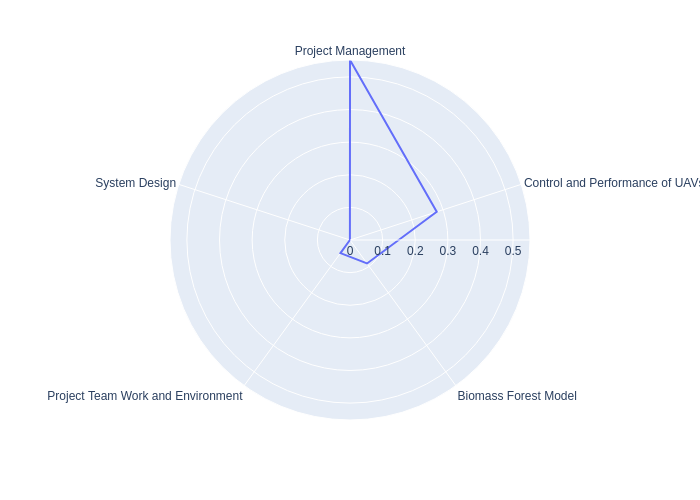 Project Management
System Design
Control and Performance of UAVs
0 0.1 0.2 0.3 0.4 0.5
Project Team Work and Environment
Biomass Forest Model